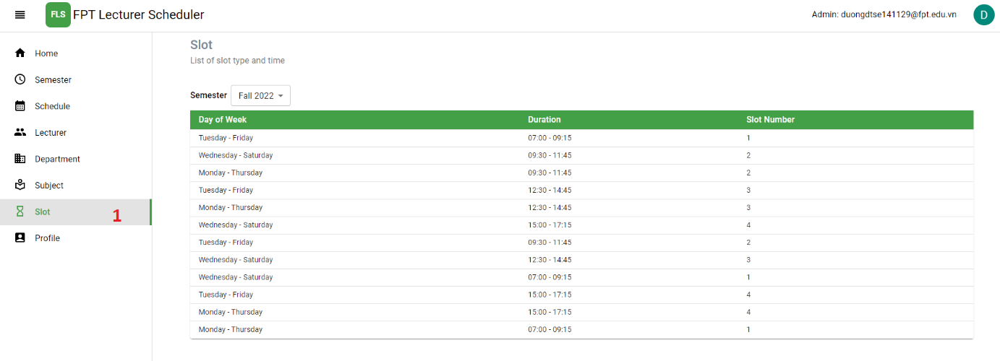 FLS FPT Lecturer Scheduler Admin: duongdtse141129@fpt.edu.vn D
Home
Semester
Schedule
Lecturer
Department
Subject
Slot 1
Profile
Slot
List of slot type and time
Semester Fall 2022
Day of Week Duration Slot Number
Tuesday - Friday 07:00 - 09:15 1
Wednesday - Saturday 09:30 - 11:45 2
Monday - Thursday 09:30 - 11:45 2
Tuesday - Friday 12:30 - 14:45 3
Monday - Thursday 12:30 - 14:45 3
Wednesday - Saturday 15:00 - 17:15 4
Tuesday - Friday 09:30 - 11:45 2
Wednesday - Saturday 12:30 - 14:45 3
Wednesday - Saturday 07:00 - 09:15 1
Tuesday - Friday 15:00 - 17:15 4
Monday - Thursday 15:00 - 17:15 4
Monday - Thursday 07:00 - 09:15 1